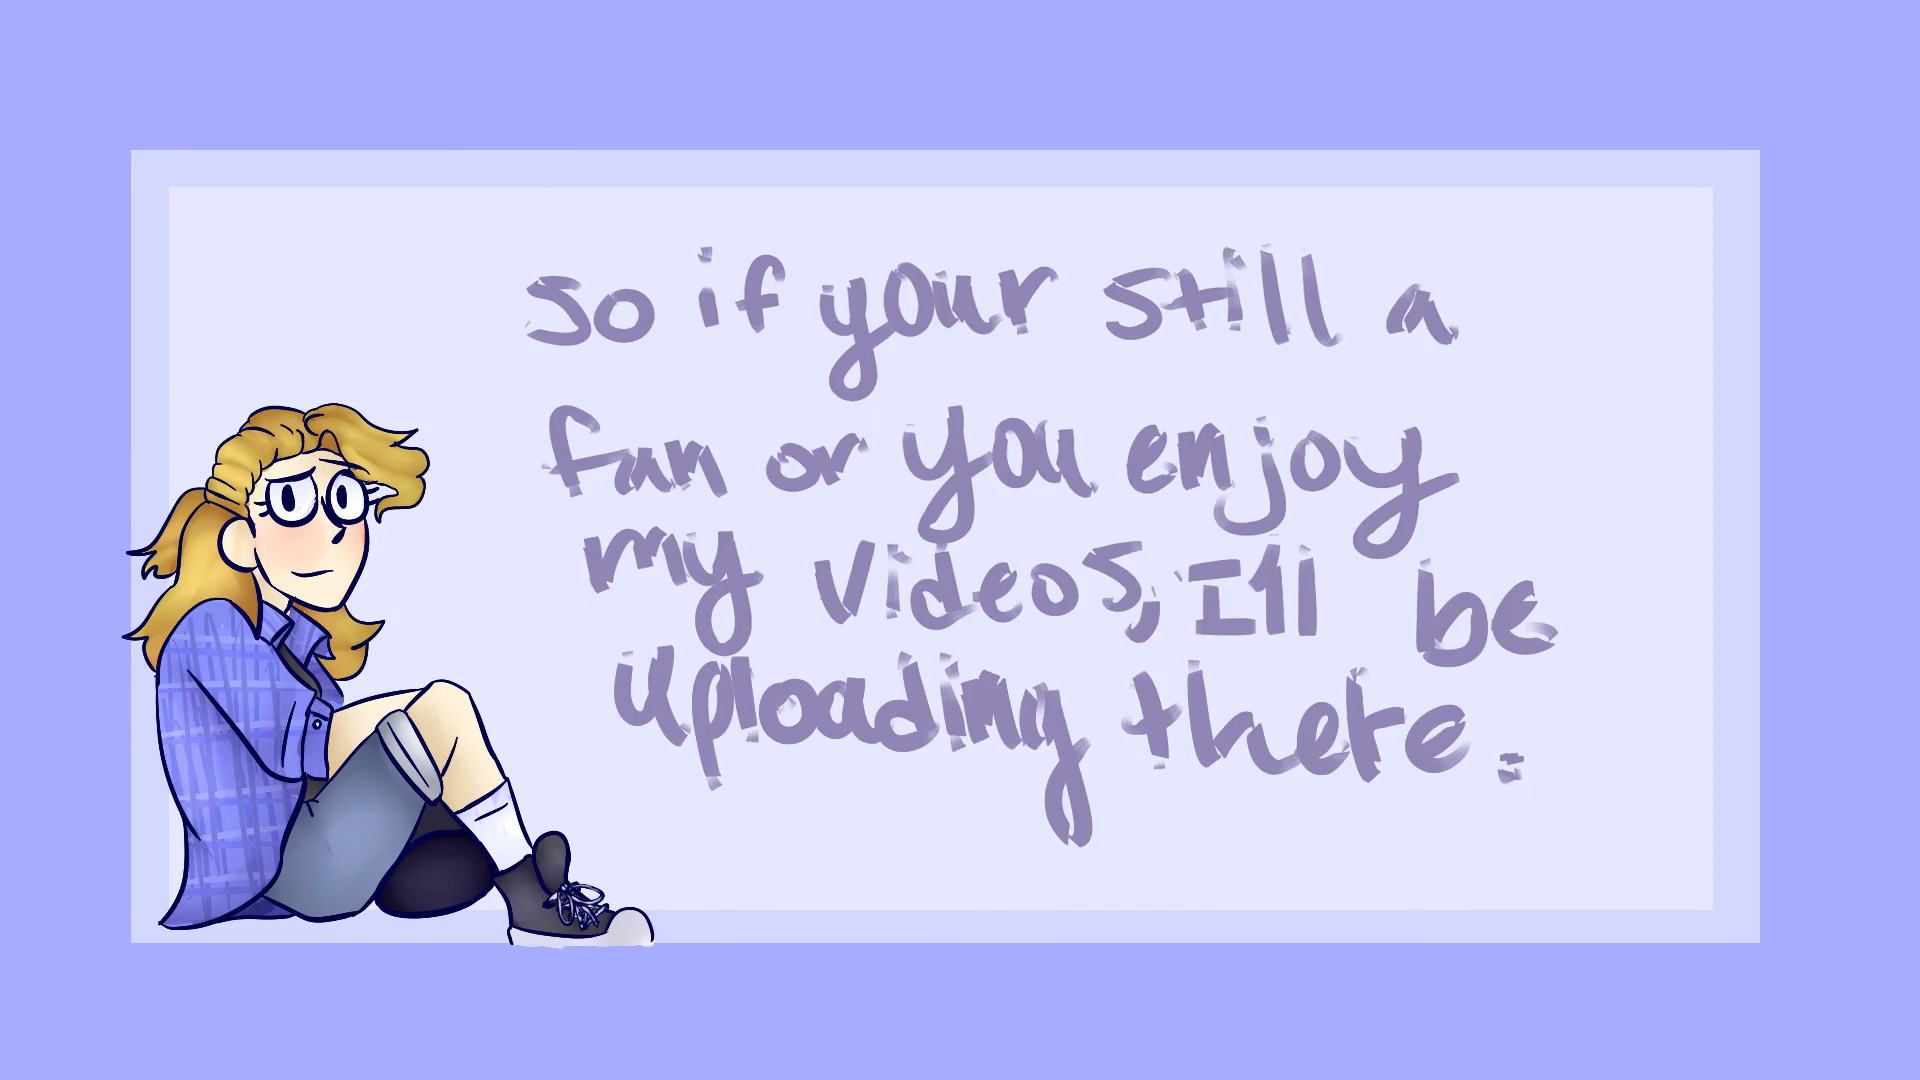 so if your still a
fan or you enjoy
my videos, I'll be
uploading there.